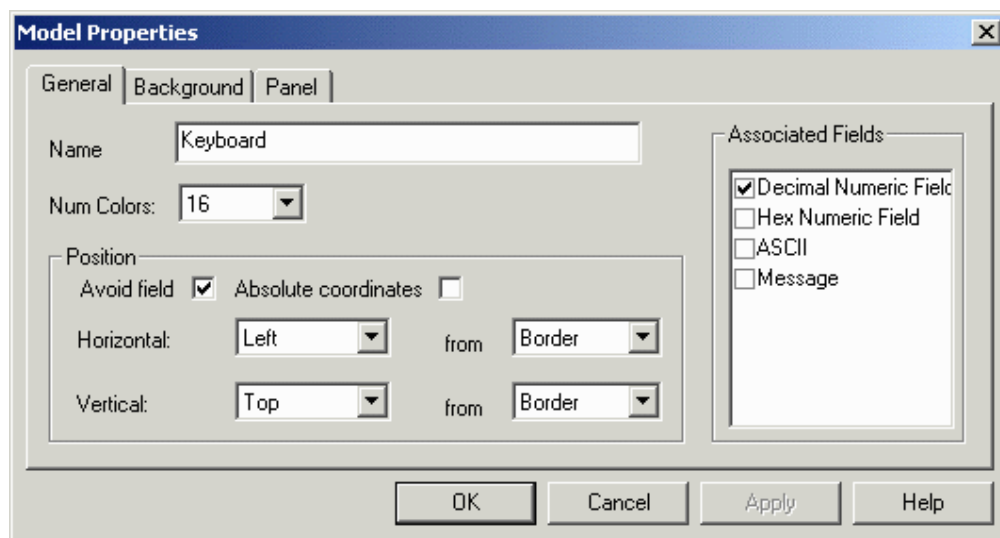 Model Properties
General Background Panel
Name Keyboard
Num Colors: 16
Position
Avoid field Absolute coordinates
Horizontal: Left from Border
Vertical: Top from Border
Associated Fields
Decimal Numeric Field
Hex Numeric Field
ASCII
Message
OK Cancel Apply Help